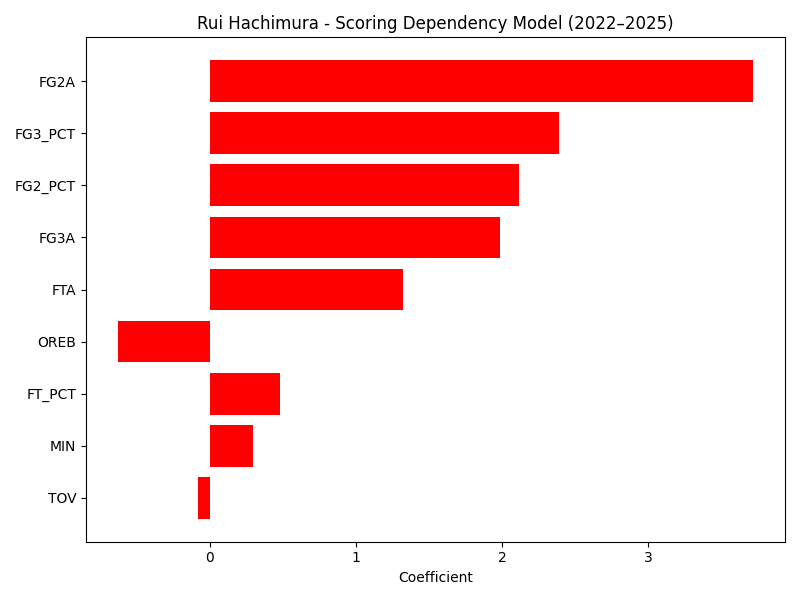 Rui Hachimura - Scoring Dependency Model (2022–2025)
FG2A
FG3_PCT
FG2_PCT
FG3A
FTA
OREB
FT_PCT
MIN
TOV
0 1 2 3
Coefficient